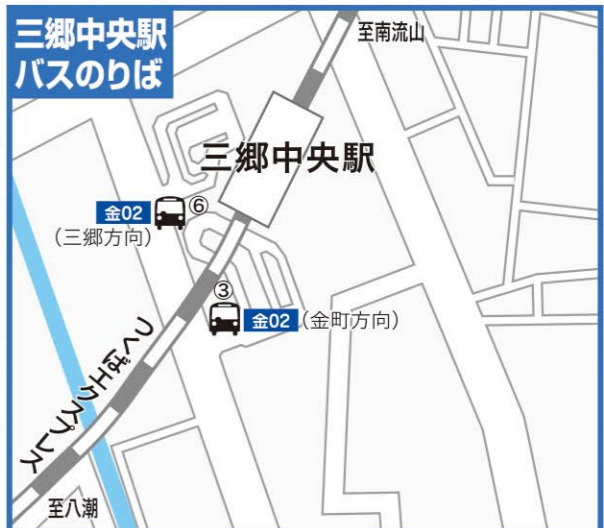 三郷中央駅
バスのりば
至南流山
三郷中央駅
金02
⑥
（三郷方向）
③
金02
（金町方向）
つくばエクスプレス
至八潮